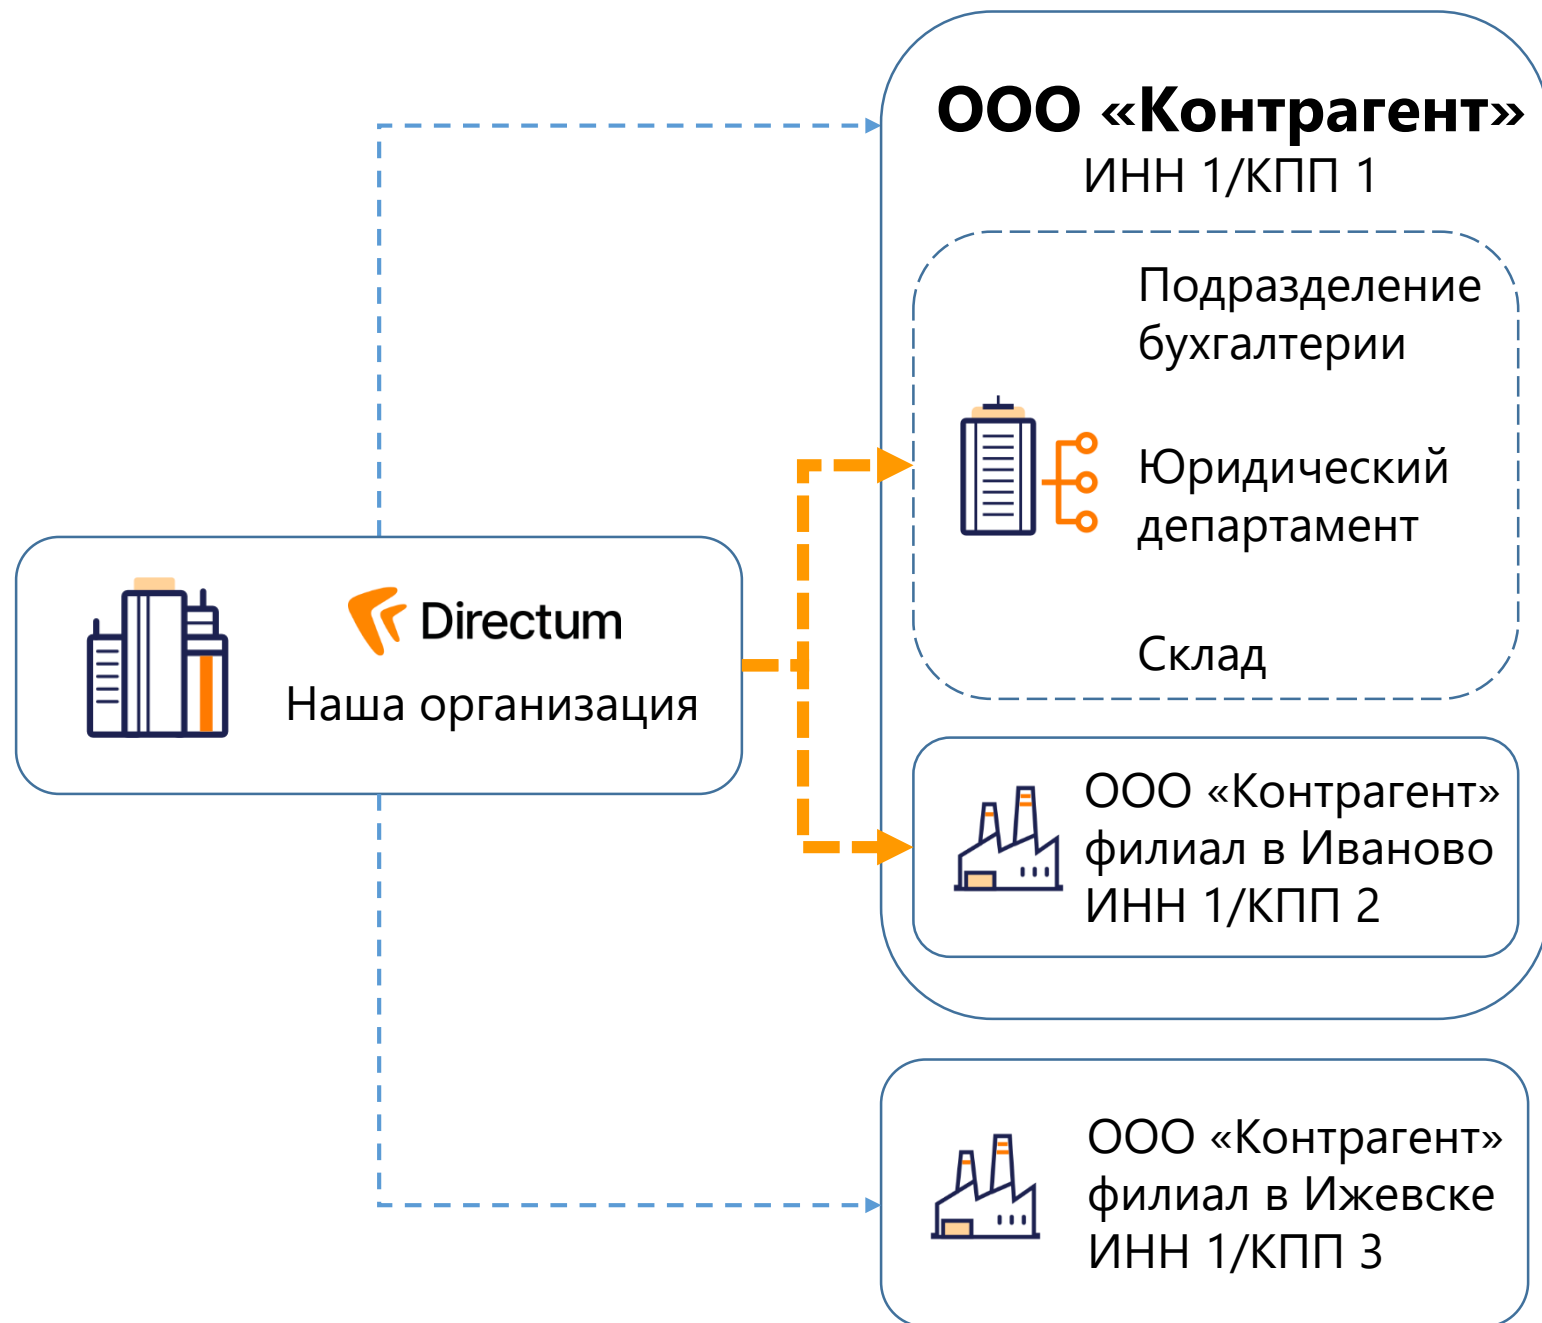 ООО «Контрагент»
ИНН 1/КПП 1
Подразделение
бухгалтерии
Юридический
департамент
Склад
Directum
Наша организация
ООО «Контрагент»
филиал в Иваново
ИНН 1/КПП 2
ООО «Контрагент»
филиал в Ижевске
ИНН 1/КПП 3